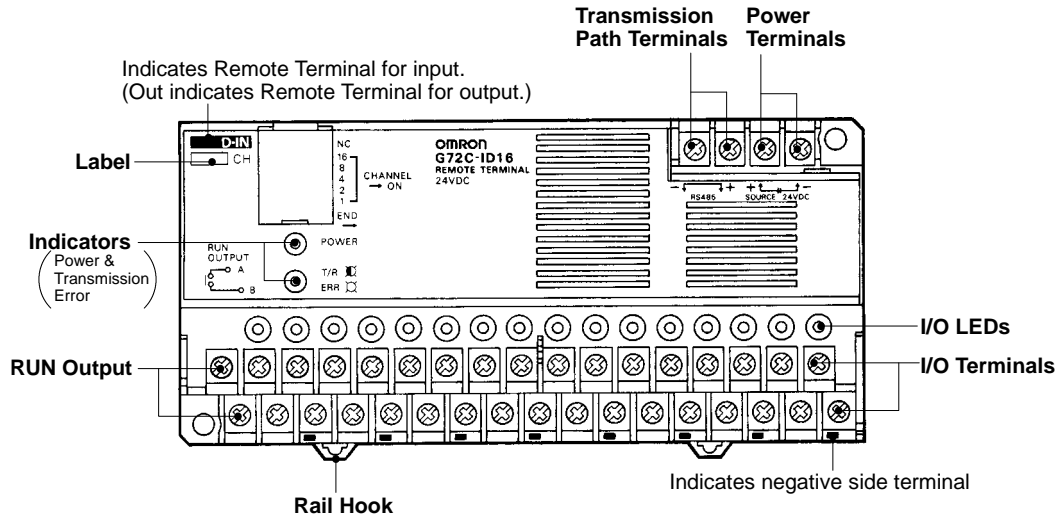 Transmission Path Terminals
Power Terminals
Indicates Remote Terminal for input.
(Out indicates Remote Terminal for output.)
D-IN
Label
CH
NC
16
8
4
2
1
CHANNEL
→ ON
END
→
OMRON
G72C-ID16
REMOTE TERMINAL
24VDC
− RS485 +
+ SOURCE 24VDC −
Indicators
(Power &
Transmission
Error)
POWER
RUN
OUTPUT
A
B
T/R
ERR
I/O LEDs
RUN Output
I/O Terminals
Indicates negative side terminal
Rail Hook